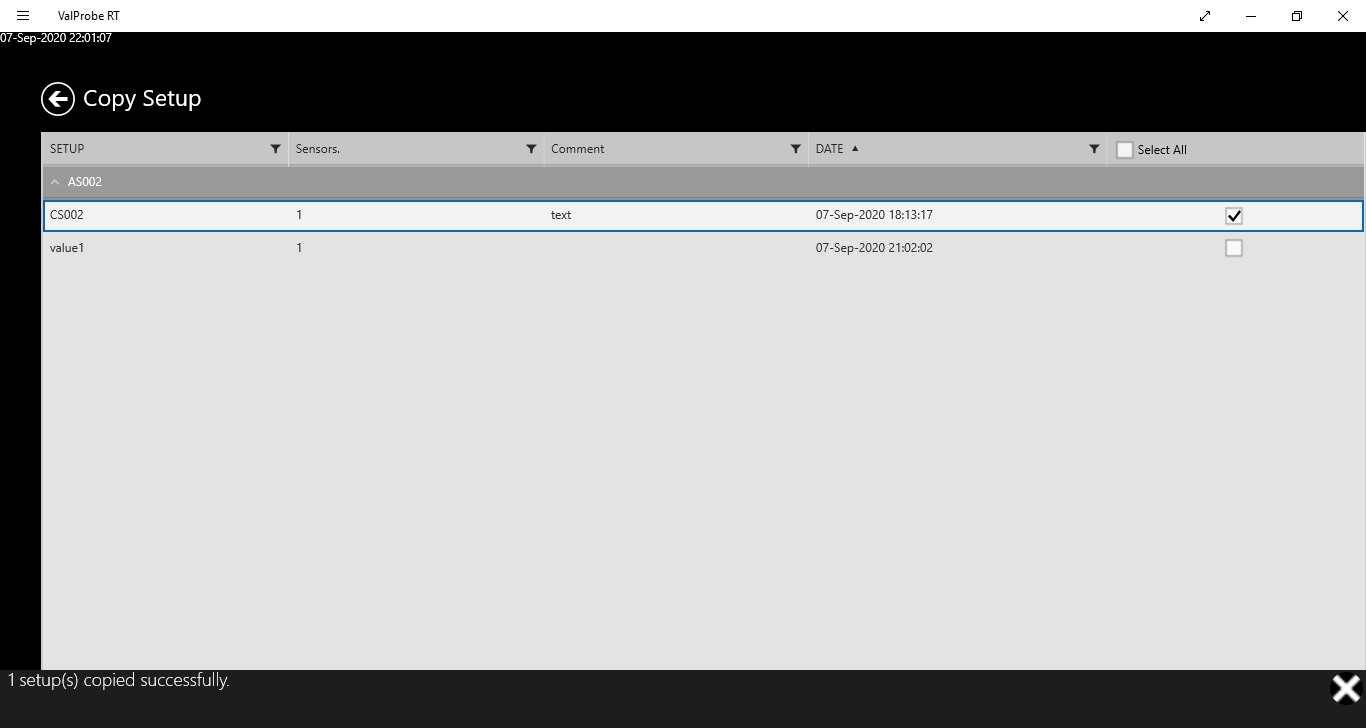 ValProbe RT
07-Sep-2020 22:01:07
Copy Setup
SETUP Sensors. Comment DATE Select All
AS002
CS002 1 text 07-Sep-2020 18:13:17
value1 1 07-Sep-2020 21:02:02
1 setup(s) copied successfully.